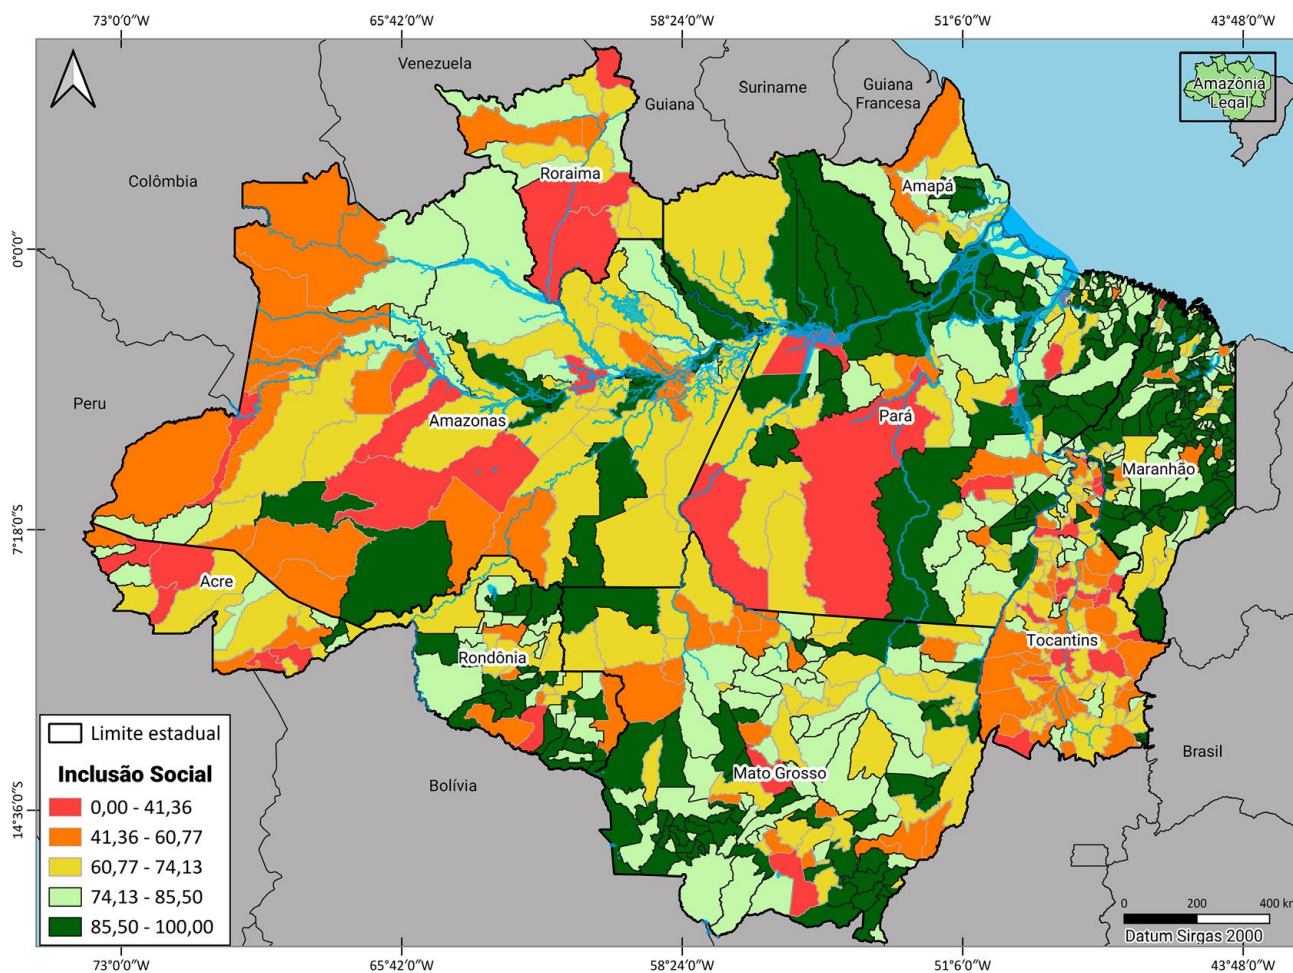 73°0′0″W
65°42′0″W
58°24′0″W
51°6′0″W
43°48′0″W
Venezuela
Guiana
Suriname
Guiana
Francesa
Amazônia
Legal
Colômbia
Roraima
Amapá
0°0′0″
Peru
Amazonas
Pará
Maranhão
7°18′0″S
Acre
Rondônia
Tocantins
Mato Grosso
Bolívia
Brasil
14°36′0″S
Limite estadual
Inclusão Social
0,00 - 41,36
41,36 - 60,77
60,77 - 74,13
74,13 - 85,50
85,50 - 100,00
0 200 400 km
Datum Sirgas 2000
73°0′0″W
65°42′0″W
58°24′0″W
51°6′0″W
43°48′0″W